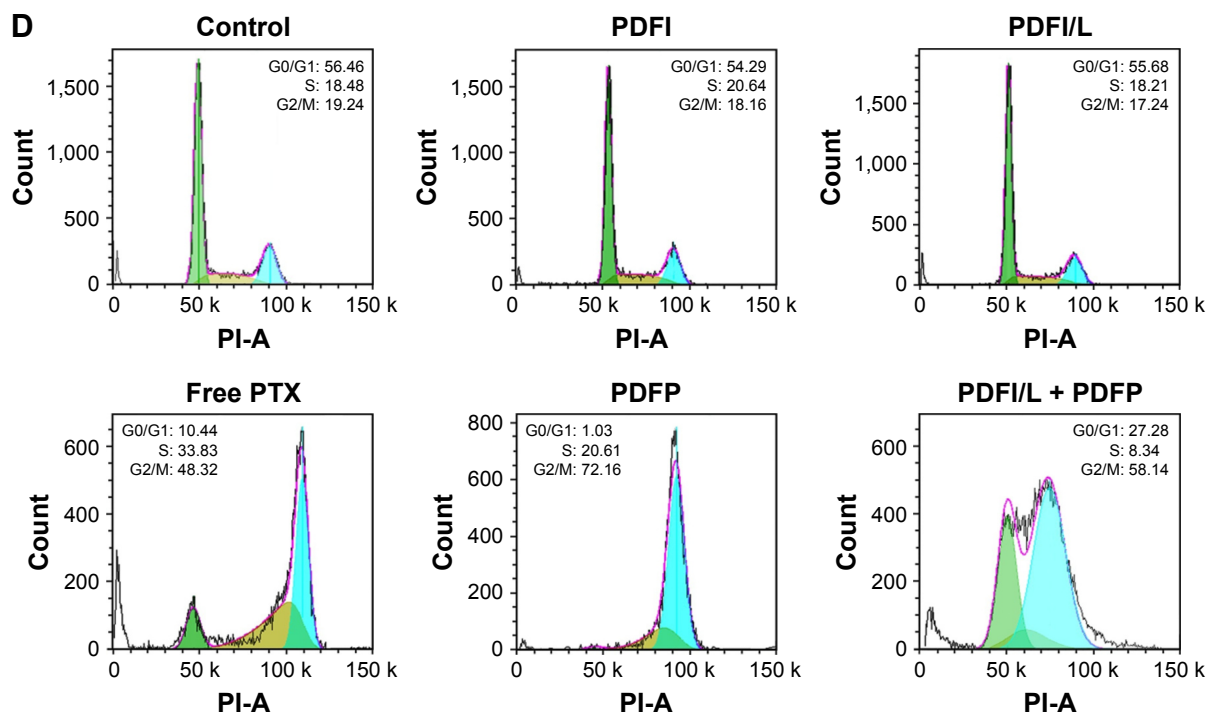 D
Control
PDFI
PDFI/L
G0/G1: 56.46
S: 18.48
G2/M: 19.24
1,500
1,000
500
0
Count
0
50 k
100 k
150 k
PI-A
G0/G1: 54.29
S: 20.64
G2/M: 18.16
1,500
1,000
500
0
Count
0
50 k
100 k
150 k
PI-A
G0/G1: 55.68
S: 18.21
G2/M: 17.24
1,500
1,000
500
0
Count
0
50 k
100 k
150 k
PI-A
Free PTX
PDFP
PDFI/L + PDFP
G0/G1: 10.44
S: 33.83
G2/M: 48.32
600
400
200
0
Count
0
50 k
100 k
150 k
PI-A
G0/G1: 1.03
S: 20.61
G2/M: 72.16
800
600
400
200
0
Count
0
50 k
100 k
150 k
PI-A
G0/G1: 27.28
S: 8.34
G2/M: 58.14
600
400
200
0
Count
0
50 k
100 k
150 k
PI-A